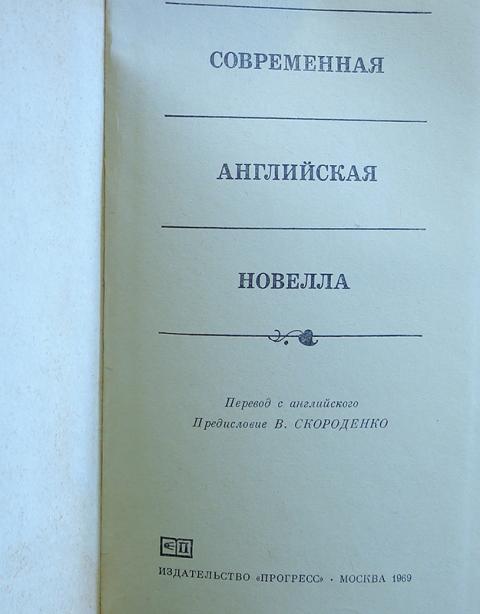 СОВРЕМЕННАЯ
АНГЛИЙСКАЯ
НОВЕЛЛА
Перевод с английского
Предисловие В. СКОРОДЕНКО
ИЗДАТЕЛЬСТВО «ПРОГРЕСС» · МОСКВА 1969